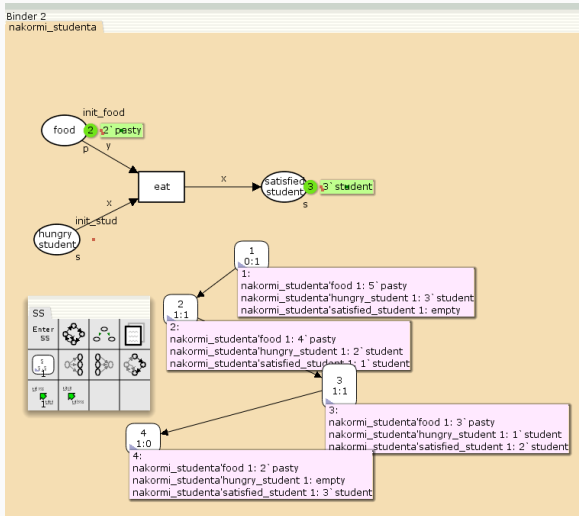 Binder 2
nakormi_studenta
init_food
food
2
2`pasty
p
y
eat
x
satisfied
student
3
3`student
s
x
init_stud
hungry
student
s
1
0:1
1:
nakormi_studenta'food 1: 5`pasty
nakormi_studenta'hungry_student 1: 3`student
nakormi_studenta'satisfied_student 1: empty
2
1:1
2:
nakormi_studenta'food 1: 4`pasty
nakormi_studenta'hungry_student 1: 2`student
nakormi_studenta'satisfied_student 1: 1`student
SS
Enter
SS
1
1
3
1:1
3:
nakormi_studenta'food 1: 3`pasty
nakormi_studenta'hungry_student 1: 1`student
nakormi_studenta'satisfied_student 1: 2`student
4
1:0
4:
nakormi_studenta'food 1: 2`pasty
nakormi_studenta'hungry_student 1: empty
nakormi_studenta'satisfied_student 1: 3`student